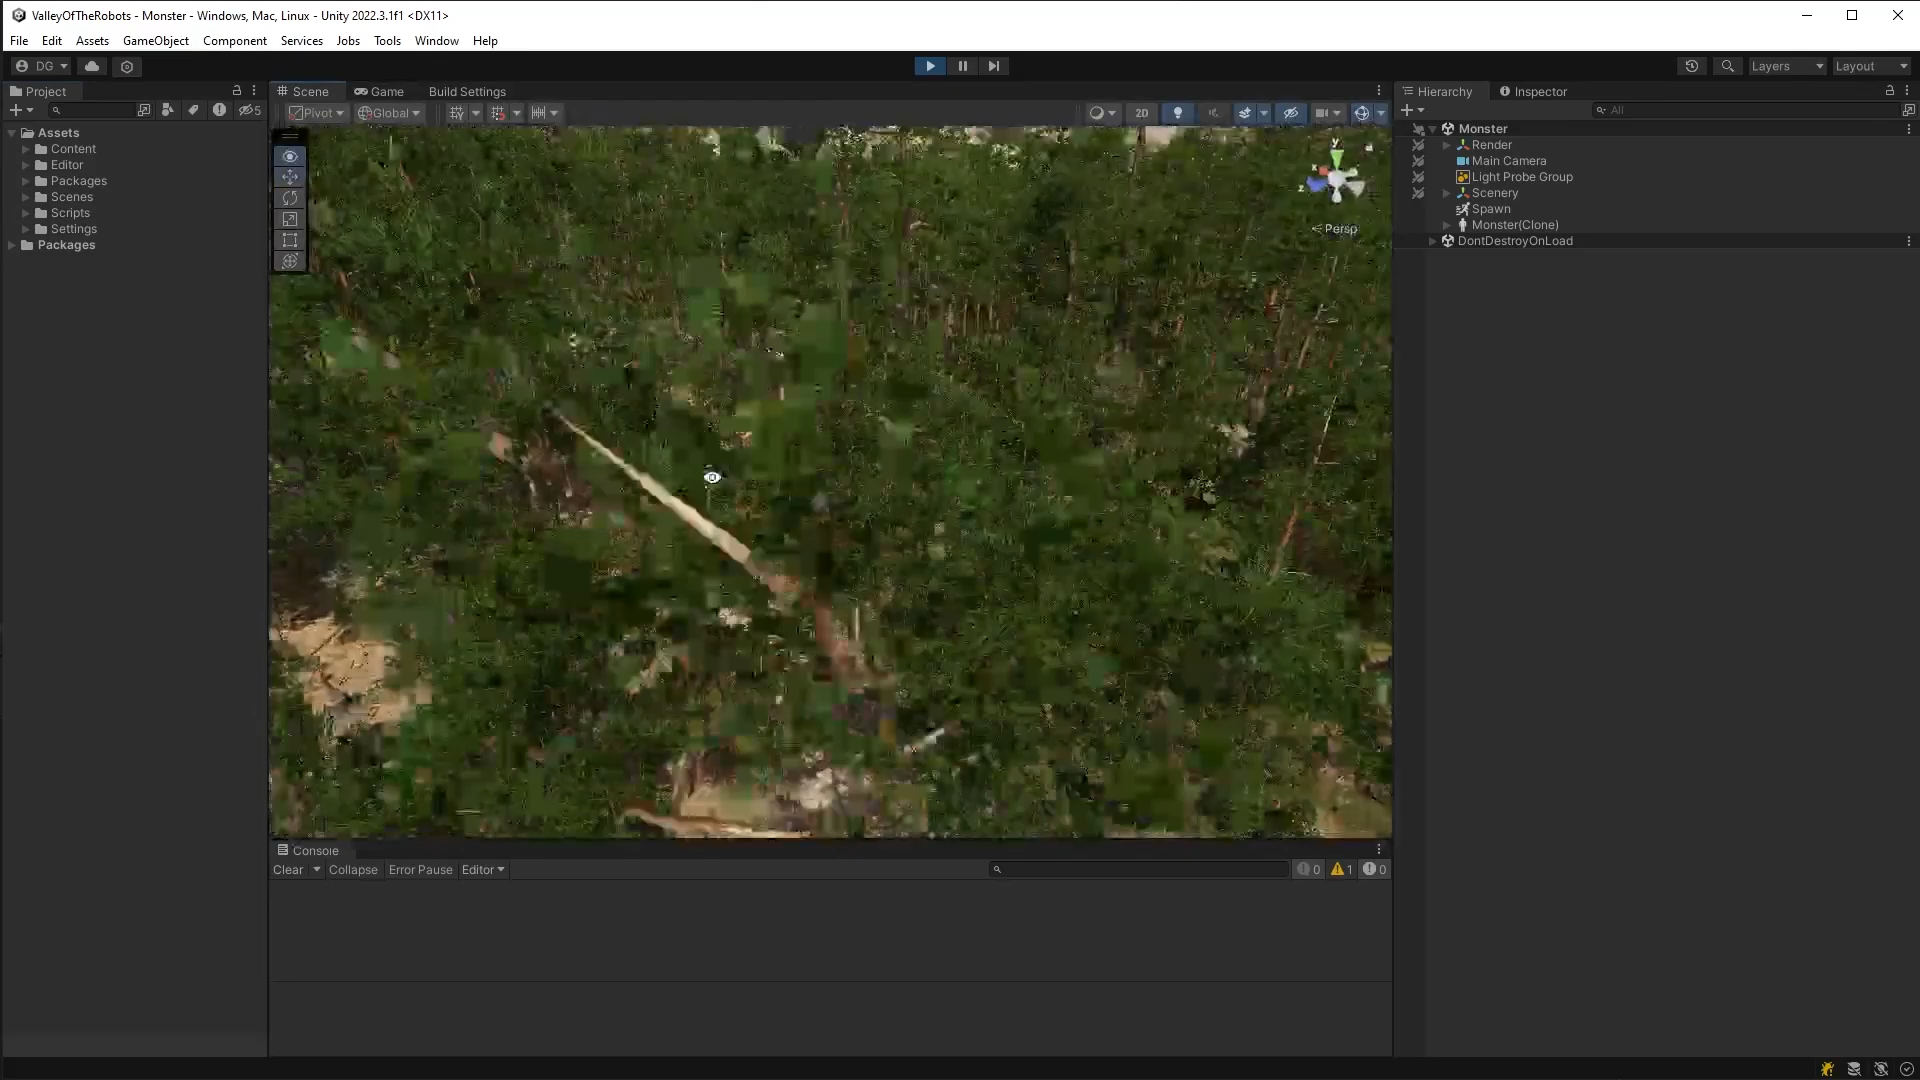 ValleyOfTheRobots - Monster - Windows, Mac, Linux - Unity 2022.3.1f1 <DX11>
File Edit Assets GameObject Component Services Jobs Tools Window Help
DG
Layers
Layout
Project
Scene
Game
Build Settings
Hierarchy
Inspector
5
Pivot
Global
2D
All
Assets
Content
Editor
Packages
Scenes
Scripts
Settings
Packages
y
x
z
Persp
Monster
Render
Main Camera
Light Probe Group
Scenery
Spawn
Monster(Clone)
DontDestroyOnLoad
Console
Clear
Collapse
Error Pause
Editor
0
1
0